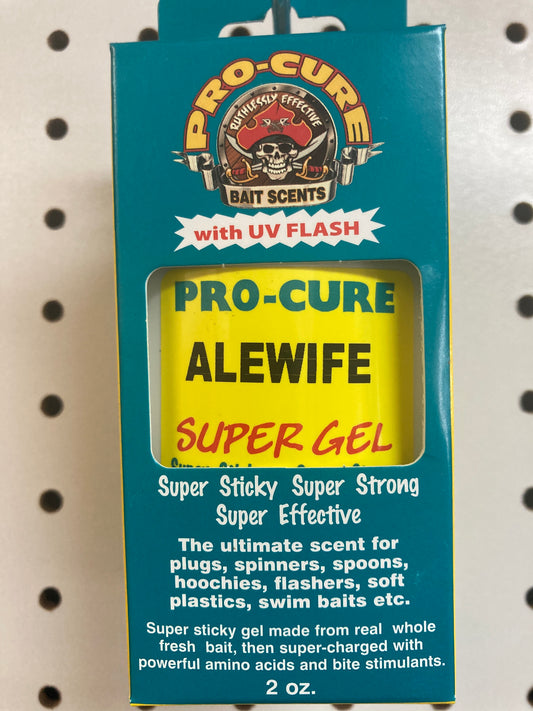 PRO-CURE
RUTHLESSLY EFFECTIVE
BAIT SCENTS
with UV FLASH
PRO-CURE
ALEWIFE
SUPER GEL
Super Sticky Super Strong
Super Effective
The ultimate scent for
plugs, spinners, spoons,
hoochies, flashers, soft
plastics, swim baits etc.
Super sticky gel made from real whole
fresh bait, then super-charged with
powerful amino acids and bite stimulants.
2 oz.